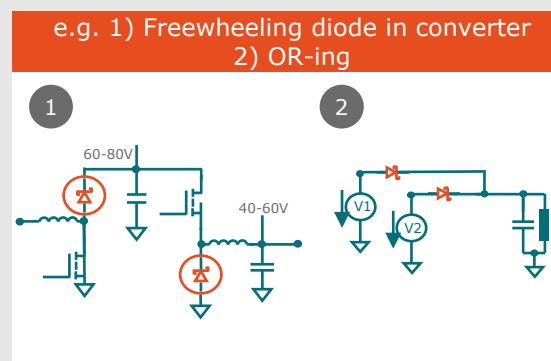 e.g. 1) Freewheeling diode in converter
2) OR-ing
1
2
60-80V
40-60V
V1
V2